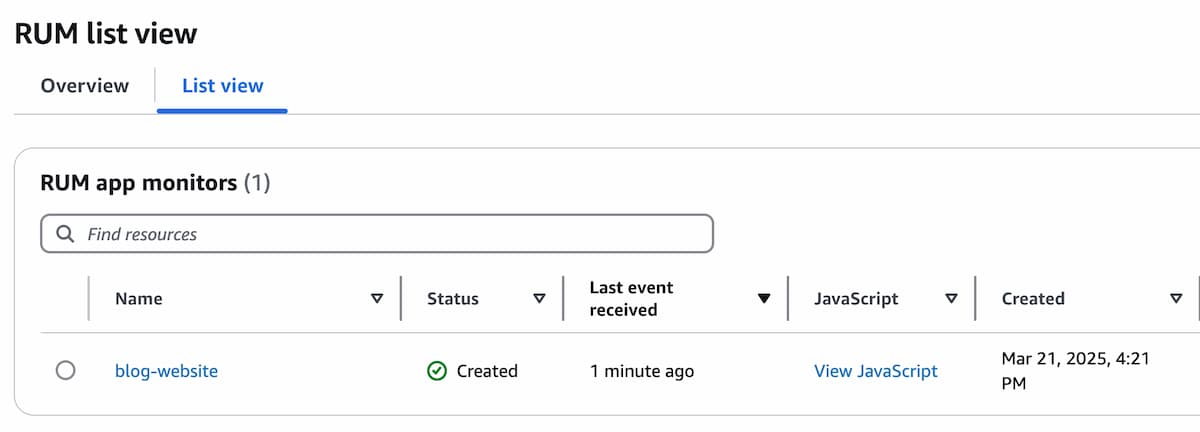 RUM list view
Overview
List view
RUM app monitors (1)
Find resources
Name
Status
Last event
received
JavaScript
Created
blog-website
Created
1 minute ago
View JavaScript
Mar 21, 2025, 4:21
PM